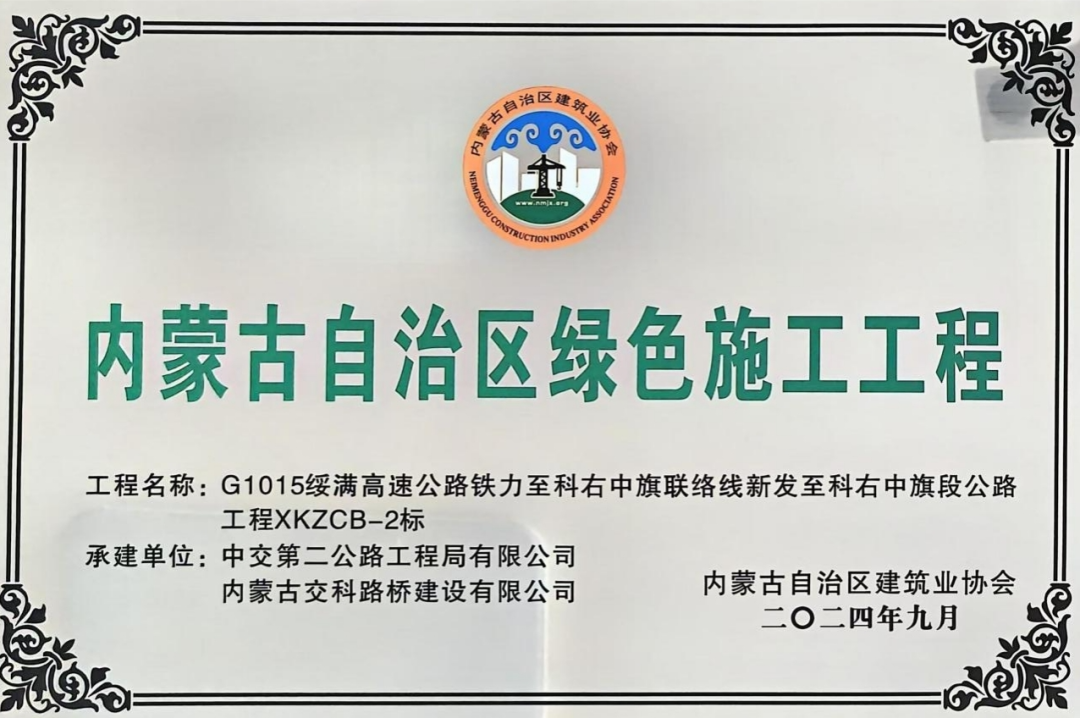 内蒙古自治区建筑业协会
www.nmjx.org
NEIMENGGU CONSTRUCTION INDUSTRY ASSOCIATION
内蒙古自治区绿色施工工程
工程名称：G1015绥满高速公路铁力至科右中旗联络线新发至科右中旗段公路
工程XKZCB-2标
承建单位：中交第二公路工程局有限公司
内蒙古交科路桥建设有限公司
内蒙古自治区建筑业协会
二〇二四年九月